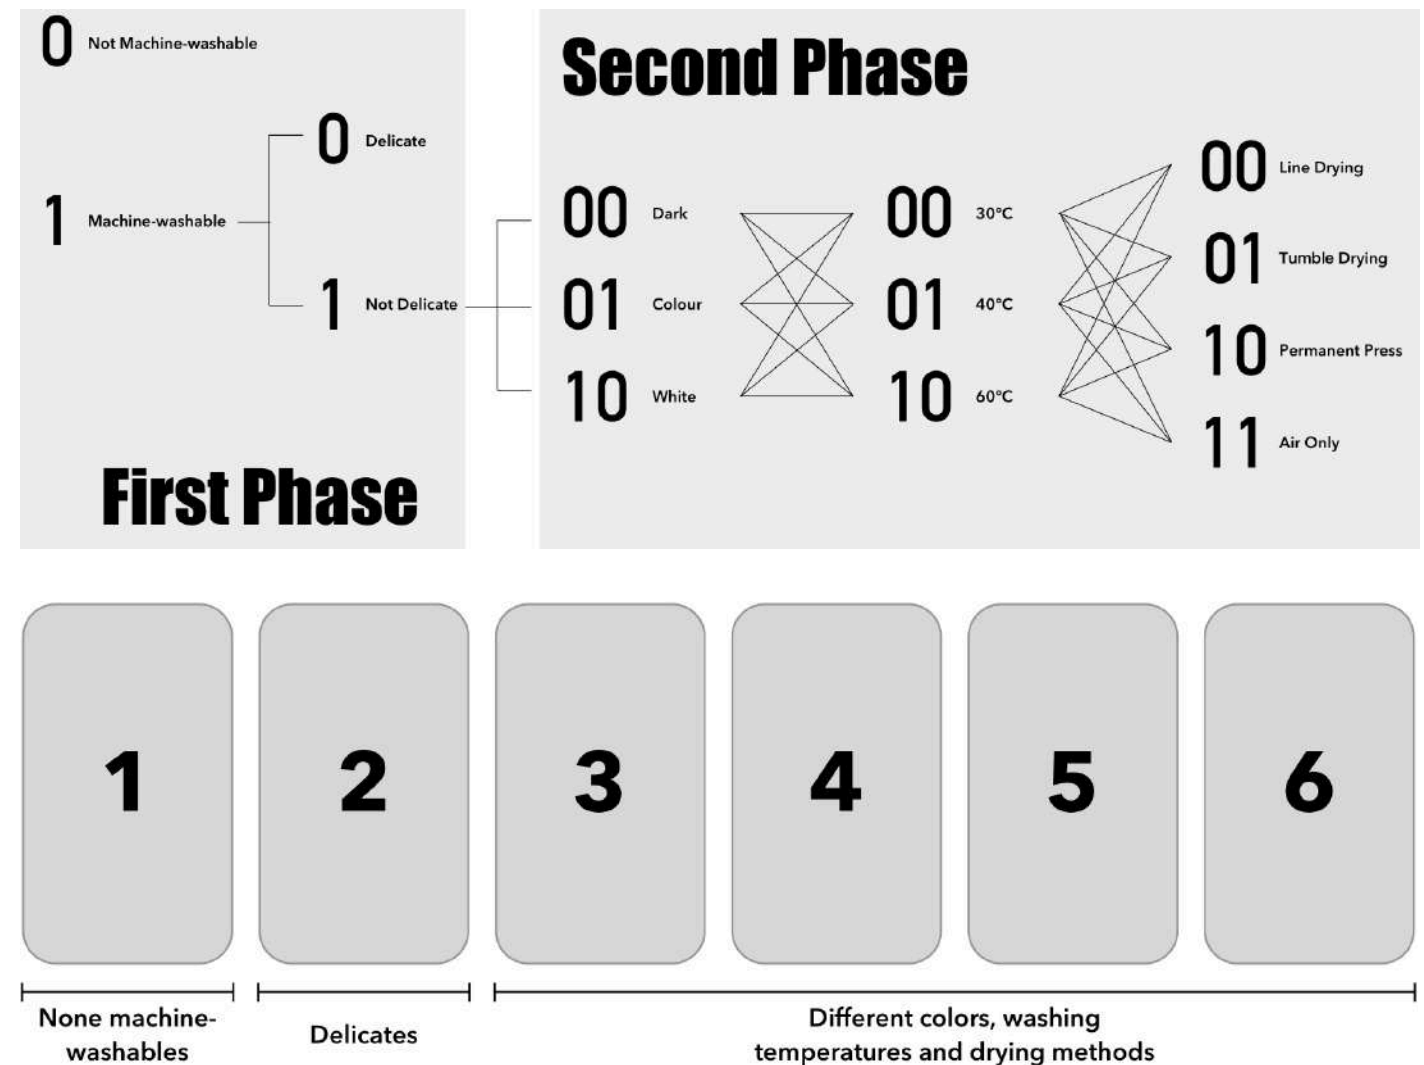 0 Not Machine-washable
1 Machine-washable
0 Delicate
1 Not Delicate
First Phase
Second Phase
00 Dark
01 Colour
10 White
00 30°C
01 40°C
10 60°C
00 Line Drying
01 Tumble Drying
10 Permanent Press
11 Air Only
1
2
3
4
5
6
None machine-
washables
Delicates
Different colors, washing
temperatures and drying methods